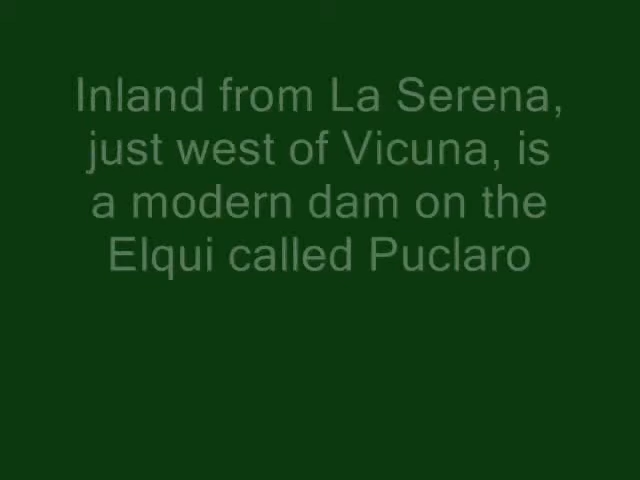 Inland from La Serena,
just west of Vicuna, is
a modern dam on the
Elqui called Puclaro